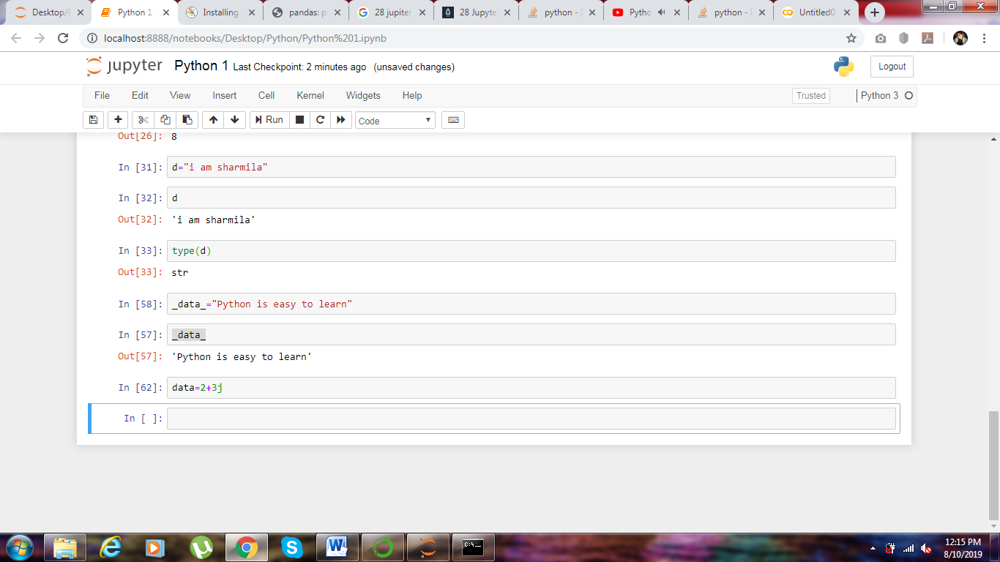 Desktop/P
Python 1
Installing
pandas: p
28 jupiter
28 Jupyte
python -
Pytho
python -
Untitled0.
localhost:8888/notebooks/Desktop/Python/Python%201.ipynb
jupyter Python 1 Last Checkpoint: 2 minutes ago (unsaved changes)
Logout
File Edit View Insert Cell Kernel Widgets Help
Trusted
Python 3
Run
Code
Out[26]: 8
In [31]: d="i am sharmila"
In [32]: d
Out[32]: 'i am sharmila'
In [33]: type(d)
Out[33]: str
In [58]: _data_="Python is easy to learn"
In [57]: _data_
Out[57]: 'Python is easy to learn'
In [62]: data=2+3j
In [ ]:
12:15 PM
8/10/2019